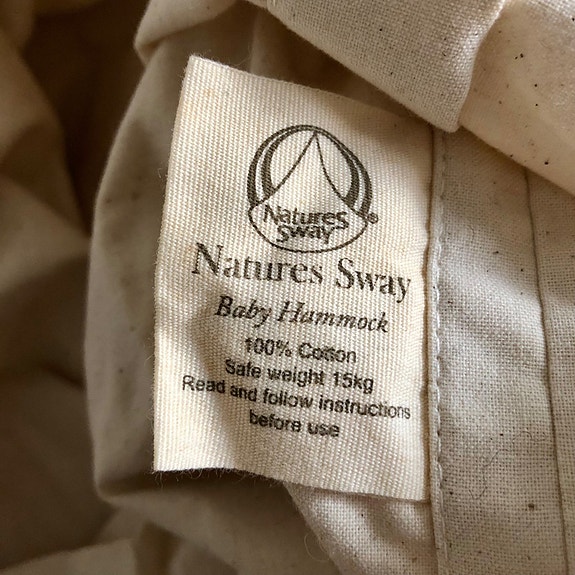 Natures
Sway
®
Natures Sway
Baby Hammock
100% Cotton
Safe weight 15kg
Read and follow instructions
before use